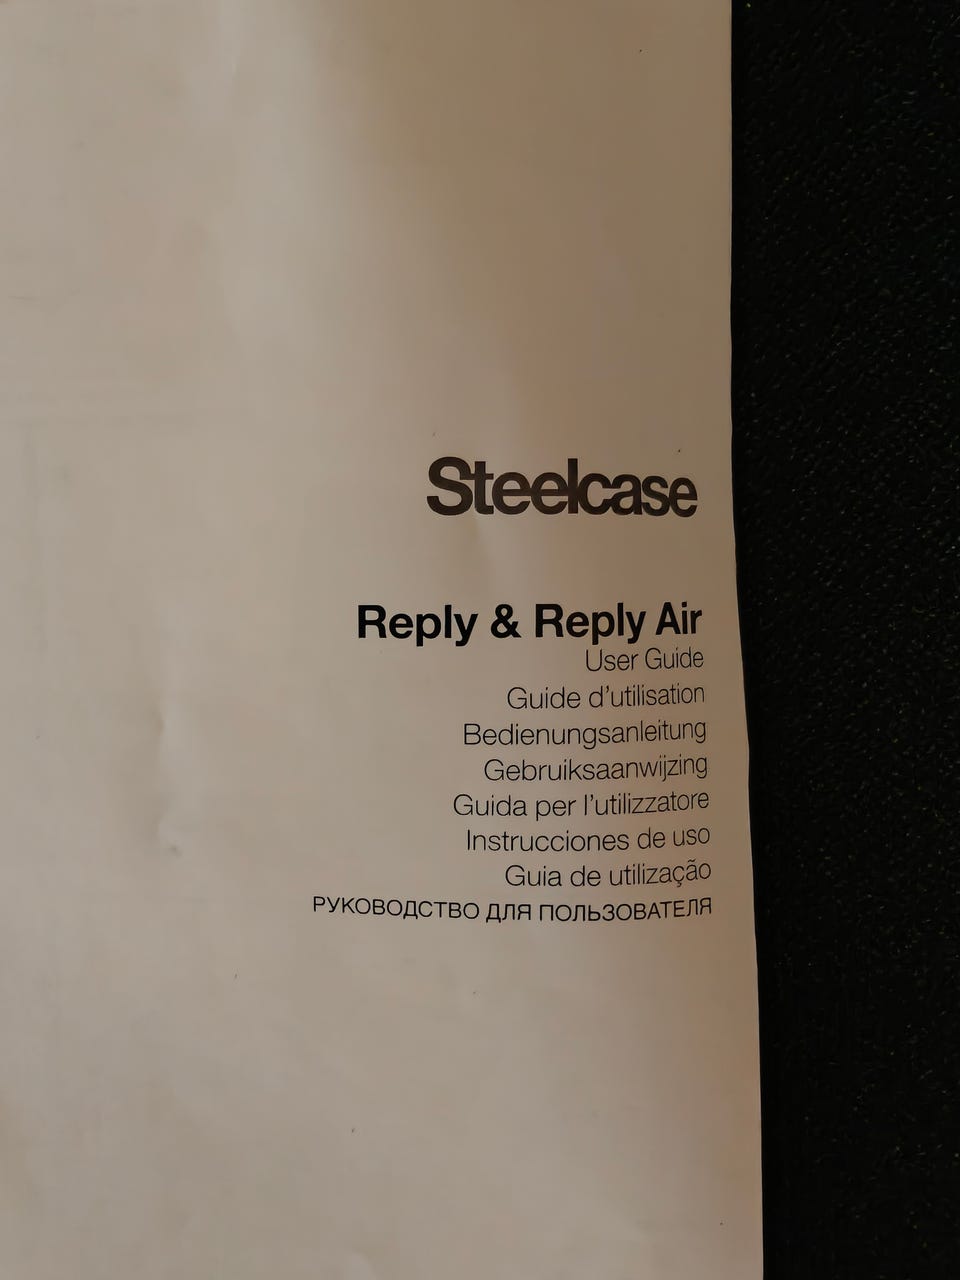 Steelcase
Reply & Reply Air
User Guide
Guide d’utilisation
Bedienungsanleitung
Gebruiksaanwijzing
Guida per l’utilizzatore
Instrucciones de uso
Guia de utilização
РУКОВОДСТВО ДЛЯ ПОЛЬЗОВАТЕЛЯ